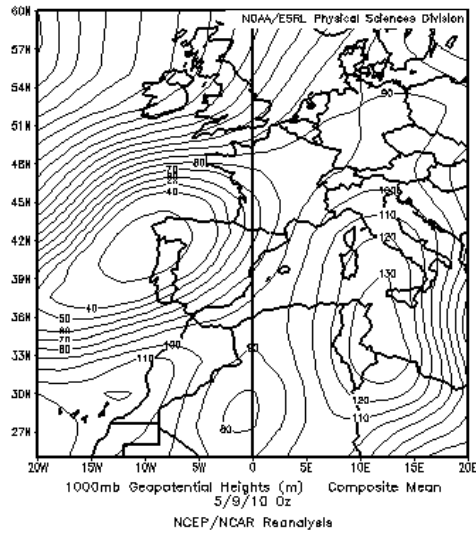 NOAA/ESRL Physical Sciences Division
60N
57N
54N
51N
48N
45N
42N
39N
36N
33N
30N
27N
90
80
70
40
100
110
120
130
40
50
70
80
100
110
90
80
120
110
20W 15W 10W 5W 0 5E 10E 15E 20E
1000mb Geopotential Heights (m) Composite Mean
5/9/10 0z
NCEP/NCAR Reanalysis